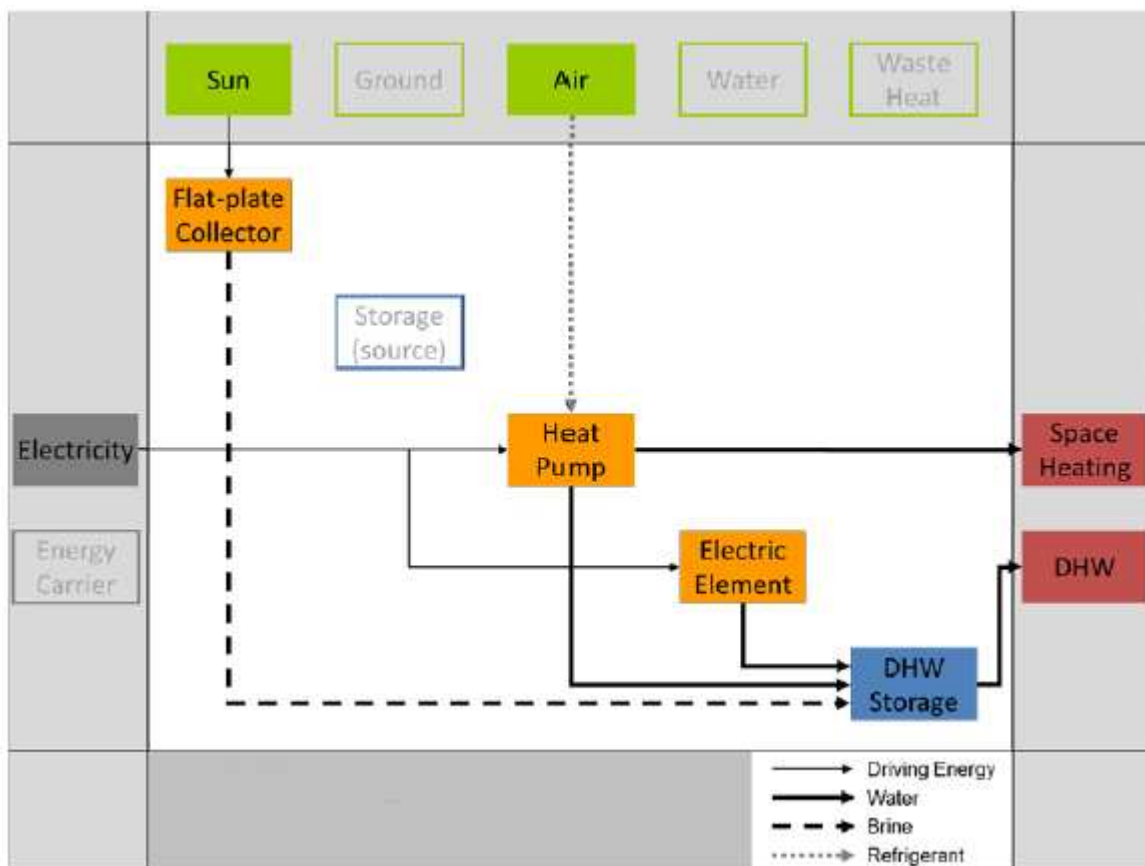 Sun
Ground
Air
Water
Waste
Heat
Flat-plate
Collector
Storage
(source)
Electricity
Heat
Pump
Space
Heating
Energy
Carrier
Electric
Element
DHW
DHW
Storage
Driving Energy
Water
Brine
Refrigerant